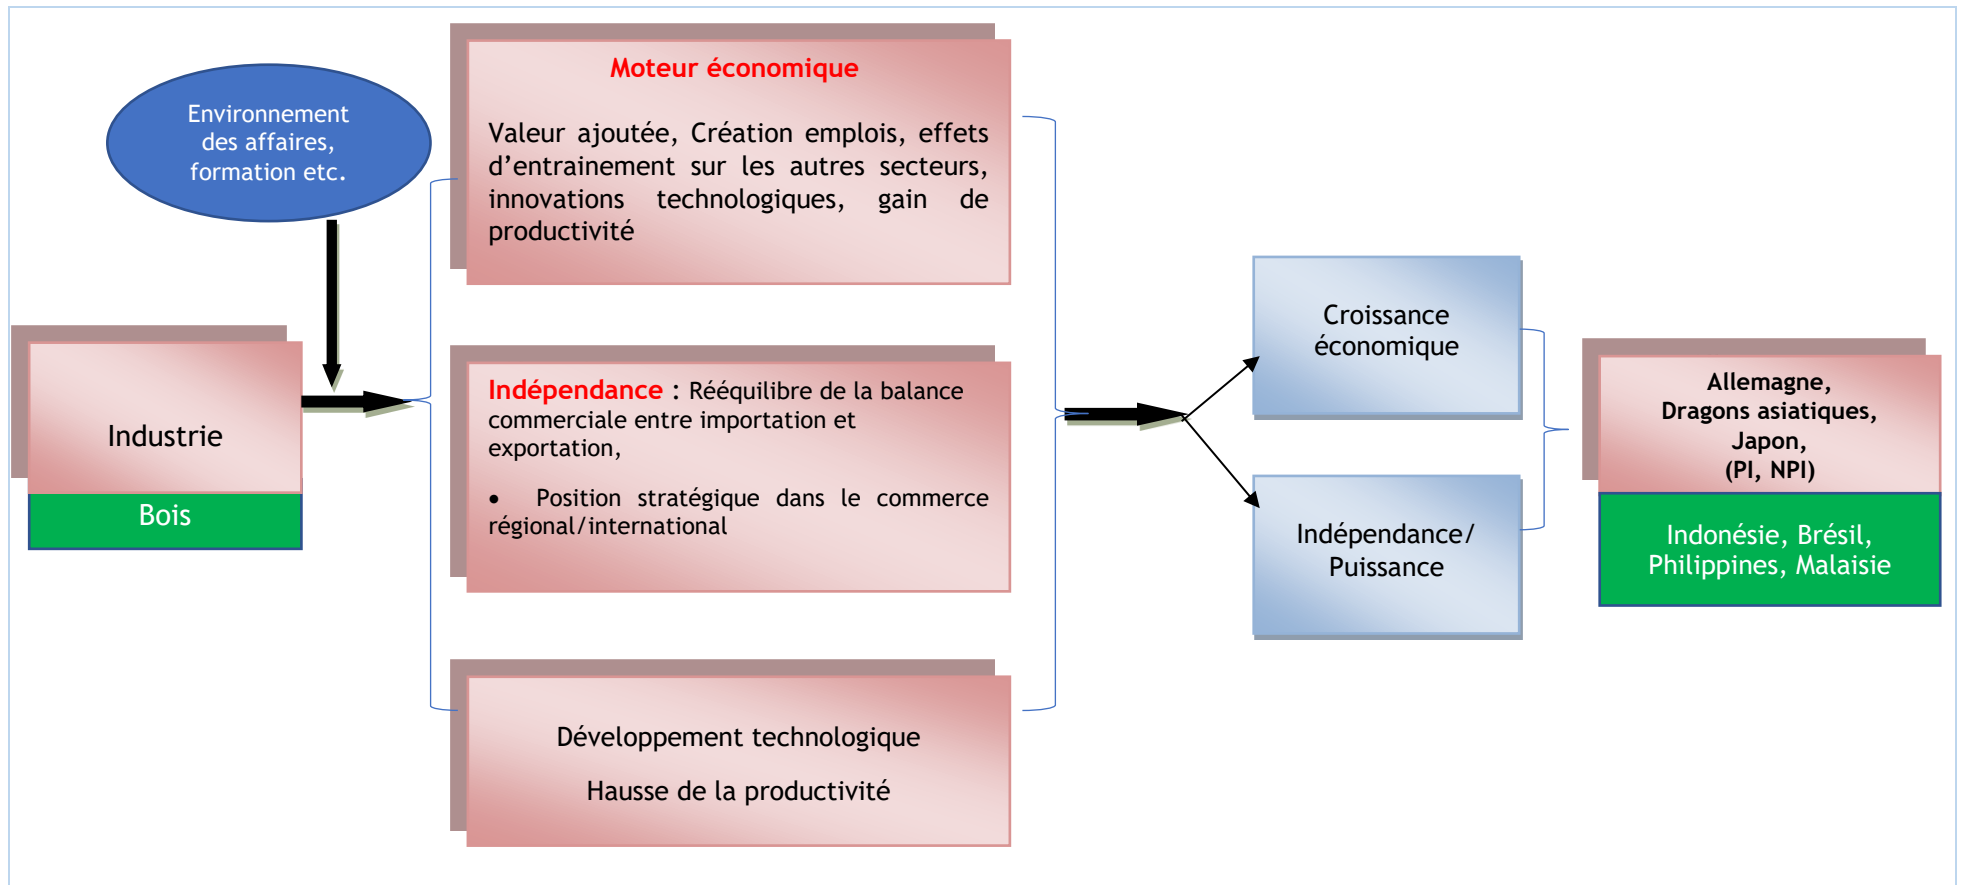 Environnement
des affaires,
formation etc.
Industrie
Bois
Moteur économique
Valeur ajoutée, Création emplois, effets
d’entrainement sur les autres secteurs,
innovations technologiques, gain de
productivité
Indépendance : Rééquilibre de la balance
commerciale entre importation et
exportation,
• Position stratégique dans le commerce
régional/international
Développement technologique
Hausse de la productivité
Croissance
économique
Indépendance/
Puissance
Allemagne,
Dragons asiatiques,
Japon,
(PI, NPI)
Indonésie, Brésil,
Philippines, Malaisie